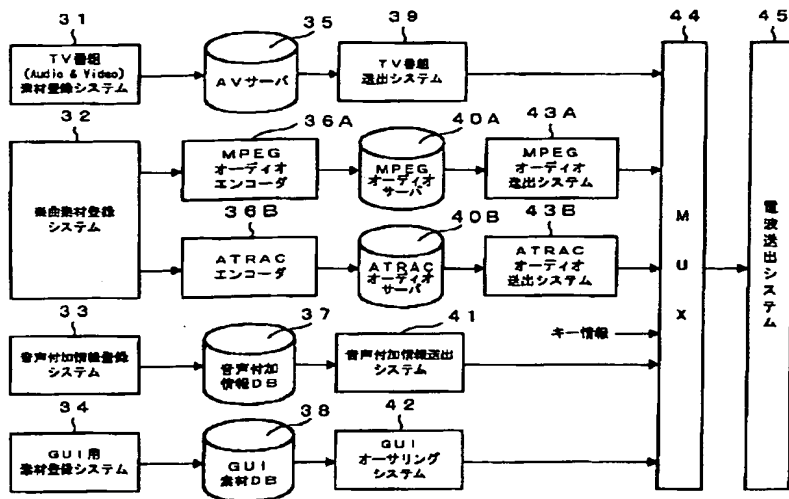 31
TV番組
(Audio & Video)
素材登録システム
35
AVサーバ
39
TV番組
送出システム
44
MUX
45
電波送出システム
32
楽曲素材登録
システム
36A
MPEG
オーディオ
エンコーダ
40A
MPEG
オーディオ
サーバ
43A
MPEG
オーディオ
送出システム
36B
ATRAC
エンコーダ
40B
ATRAC
オーディオ
サーバ
43B
ATRAC
オーディオ
送出システム
キー情報
33
音声付加情報登録
システム
37
音声付加
情報DB
41
音声付加情報送出
システム
34
GUI用
素材登録システム
38
GUI
素材DB
42
GUI
オーサリング
システム